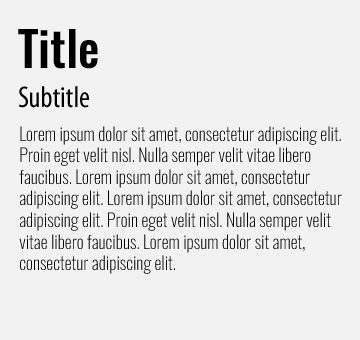 Title
Subtitle
Lorem ipsum dolor sit amet, consectetur adipiscing elit.
Proin eget velit nisl. Nulla semper velit vitae libero
faucibus. Lorem ipsum dolor sit amet, consectetur
adipiscing elit. Lorem ipsum dolor sit amet, consectetur
adipiscing elit. Proin eget velit nisl. Nulla semper velit
vitae libero faucibus. Lorem ipsum dolor sit amet,
consectetur adipiscing elit.